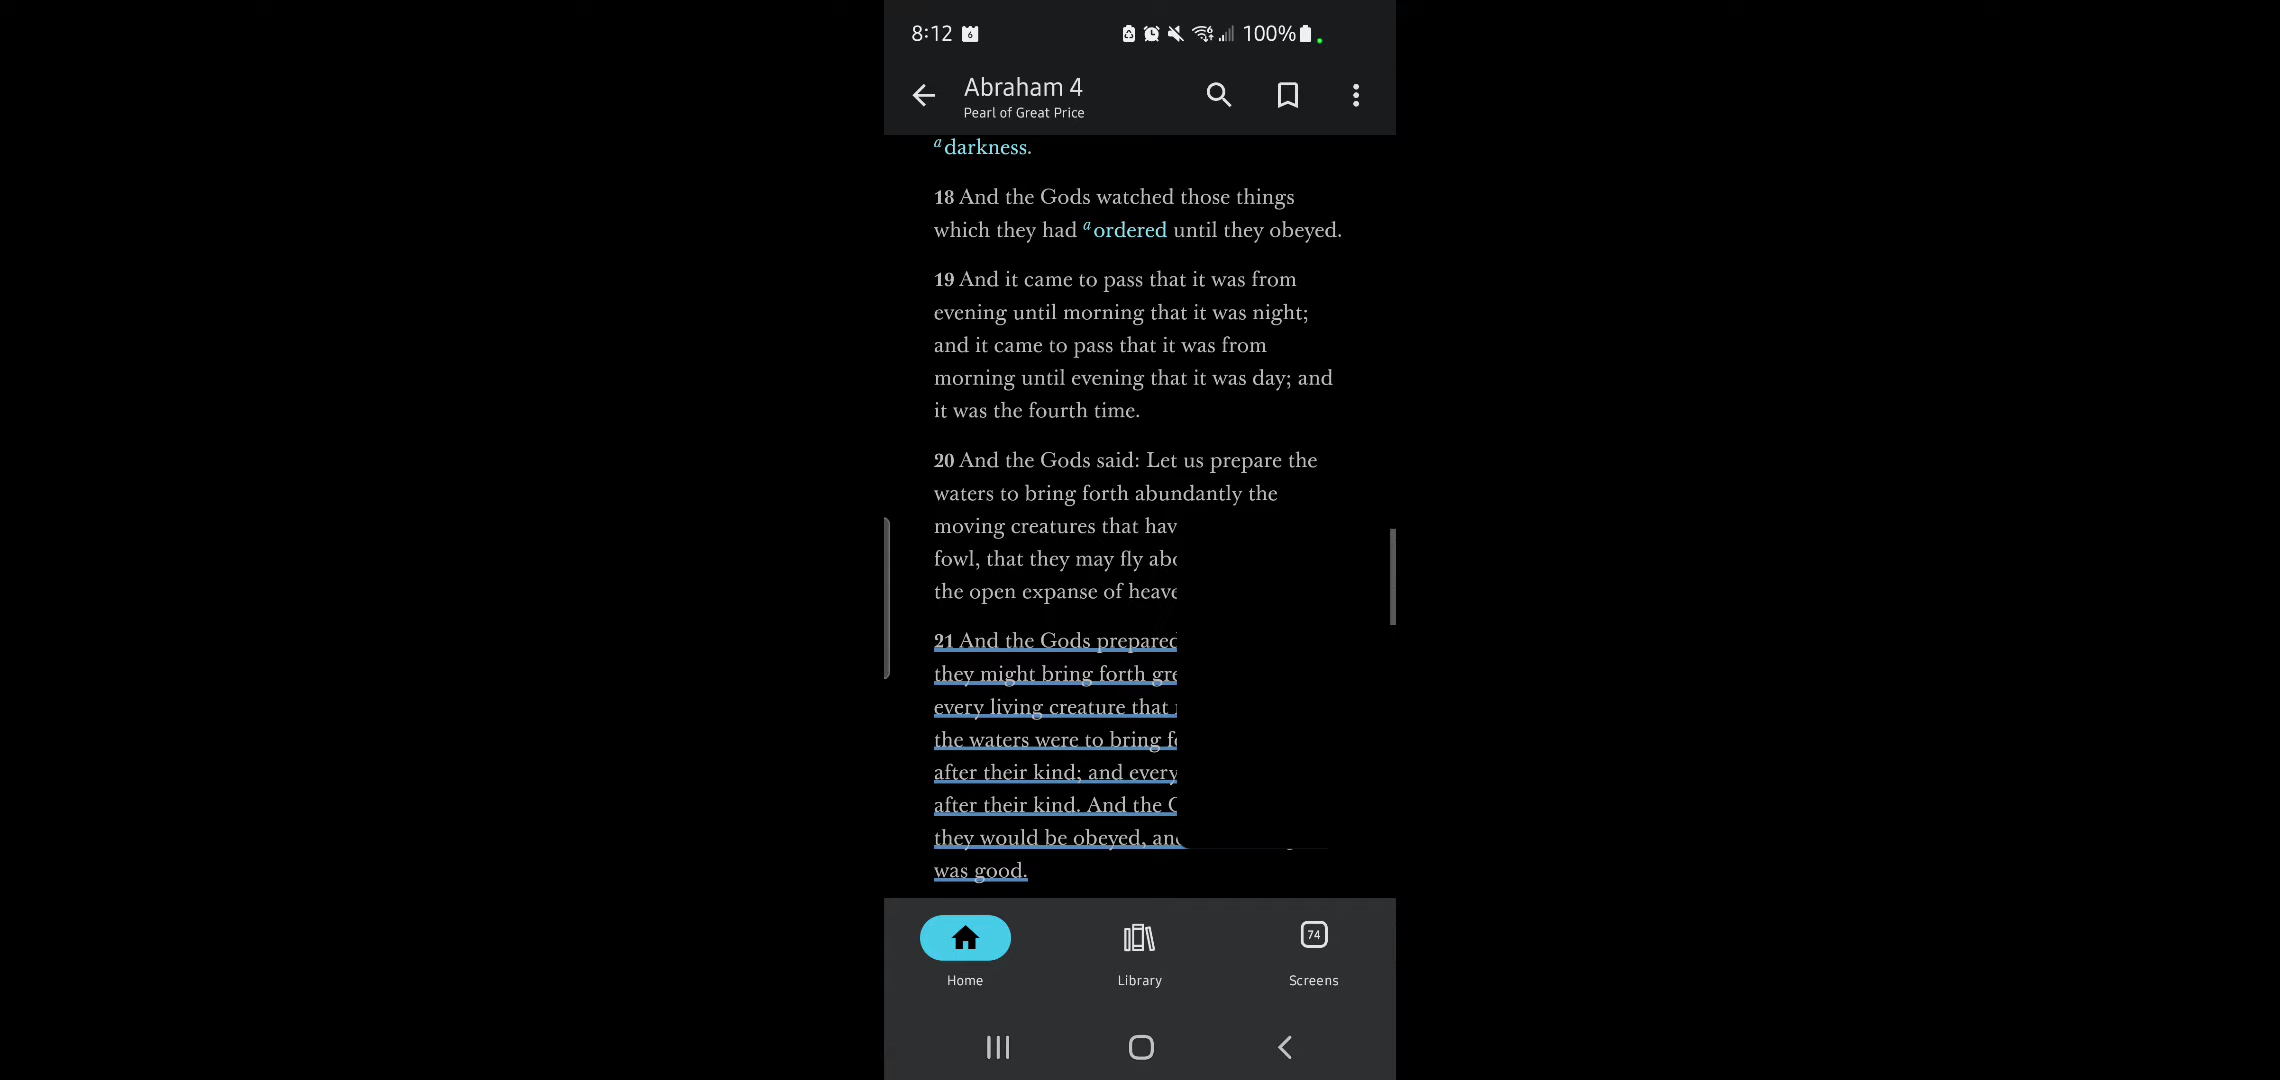 8:12 6 100%
Abraham 4
Pearl of Great Price
a darkness.
18 And the Gods watched those things
which they had a ordered until they obeyed.
19 And it came to pass that it was from
evening until morning that it was night;
and it came to pass that it was from
morning until evening that it was day; and
it was the fourth time.
20 And the Gods said: Let us prepare the
waters to bring forth abundantly the
moving creatures that
fowl, that they may fly
the open expanse of
21 And the Gods
they might bring forth
every living creature that
the waters were to bring
after their kind; and every
after their kind. And the
they would be obeyed,
was good.
Home
Library
74
Screens